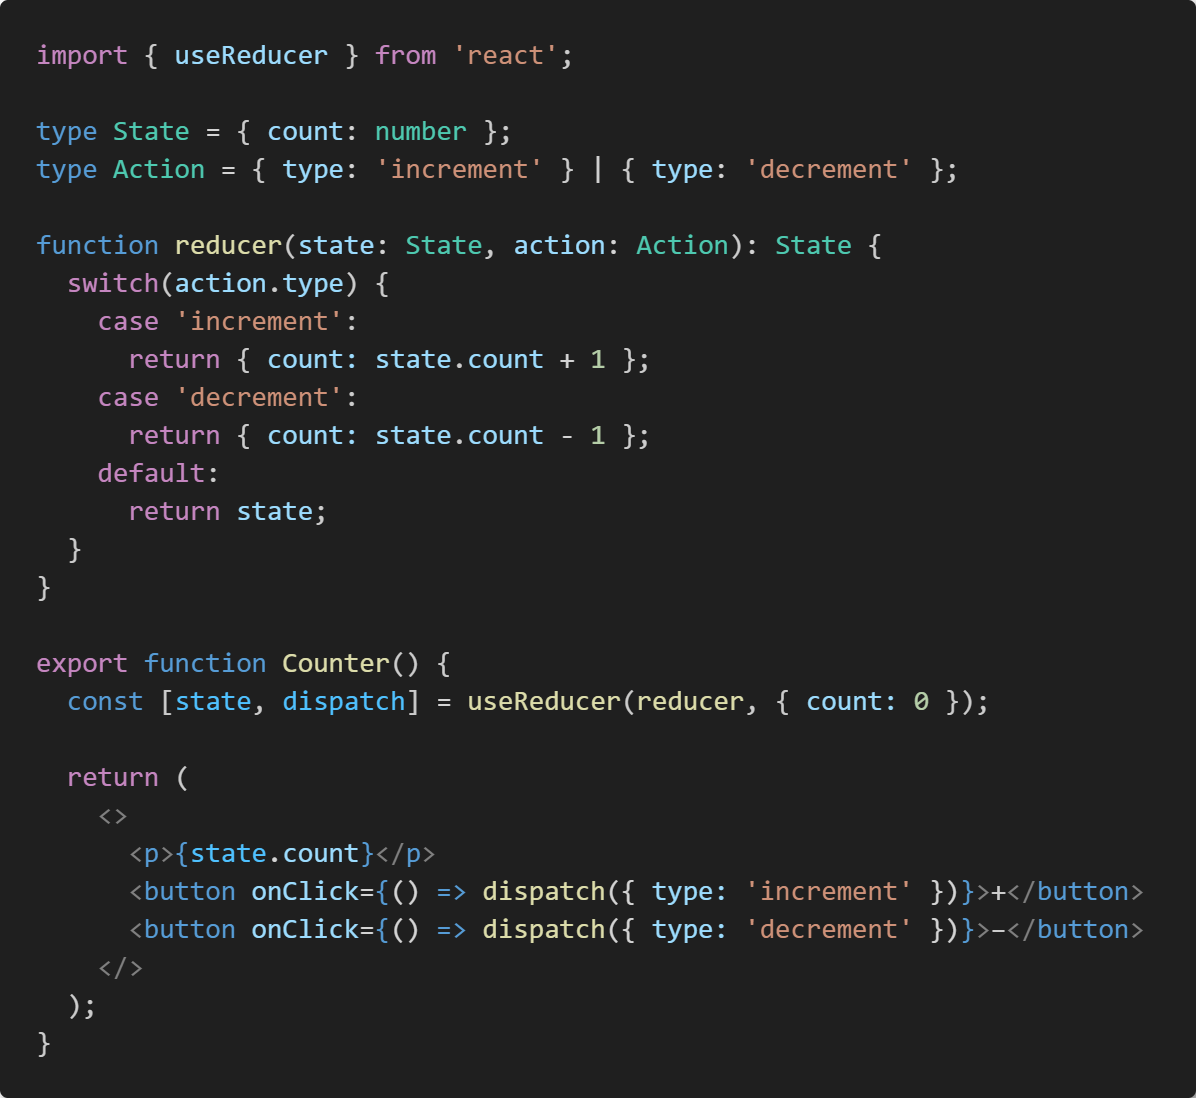 import { useReducer } from 'react';

type State = { count: number };
type Action = { type: 'increment' } | { type: 'decrement' };

function reducer(state: State, action: Action): State {
  switch(action.type) {
    case 'increment':
      return { count: state.count + 1 };
    case 'decrement':
      return { count: state.count - 1 };
    default:
      return state;
  }
}

export function Counter() {
  const [state, dispatch] = useReducer(reducer, { count: 0 });

  return (
    <>
      <p>{state.count}</p>
      <button onClick={() => dispatch({ type: 'increment' })}>+</button>
      <button onClick={() => dispatch({ type: 'decrement' })}>−</button>
    </>
  );
}